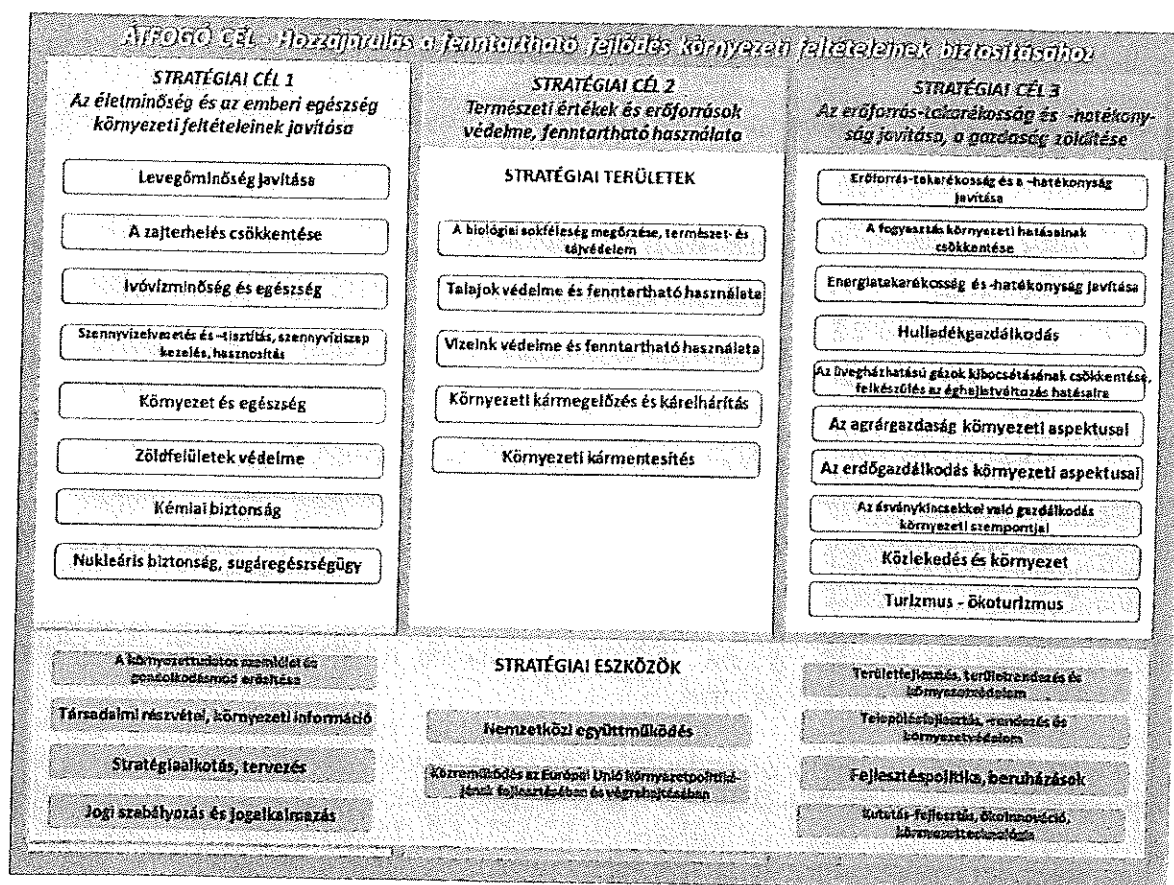 ÁTFOGÓ CÉL - Hozzájárulás a fenntartható fejlődés környezeti feltételeinek biztosításához
STRATÉGIAI CÉL 1
Az életminőség és az emberi egészség
környezeti feltételeinek javítása
Levegőminőség javítása
A zajterhelés csökkentése
Ivóvízminőség és egészség
Szennyvízelvezetés és –tisztítás, szennyvíziszap
kezelés, hasznosítás
Környezet és egészség
Zöldfelületek védelme
Kémiai biztonság
Nukleáris biztonság, sugáregészségügy
STRATÉGIAI CÉL 2
Természeti értékek és erőforrások
védelme, fenntartható használata
STRATÉGIAI TERÜLETEK
A biológiai sokféleség megőrzése, természet- és
tájvédelem
Talajok védelme és fenntartható használata
Vizeink védelme és fenntartható használata
Környezeti kármegelőzés és kárelhárítás
Környezeti kármentesítés
STRATÉGIAI CÉL 3
Az erőforrás-takarékosság és -hatékony-
ság javítása, a gazdaság zöldítése
Erőforrás-takarékosság és a –hatékonyság
javítása
A fogyasztás környezeti hatásainak
csökkentése
Energiatakarékosság és -hatékonyság javítása
Hulladékgazdálkodás
Az üvegházhatású gázok kibocsátásának csökkentése,
felkészülés az éghajlatváltozás hatásaira
Az agrárgazdaság környezeti aspektusai
Az erdőgazdálkodás környezeti aspektusai
Az ásványkincsekkel való gazdálkodás
környezeti szempontjai
Közlekedés és környezet
Turizmus - ökoturizmus
A környezettudatos szemlélet és
gondolkodásmód erősítése
Társadalmi részvétel, környezeti információ
Stratégiaalkotás, tervezés
Jogi szabályozás és jogalkalmazás
STRATÉGIAI ESZKÖZÖK
Nemzetközi együttműködés
Közreműködés az Európai Unió környezetpolitiká-
jának fejlesztésében és végrehajtásában
Területfejlesztés, területrendezés és
környezetvédelem
Településfejlesztés, -rendezés és
környezetvédelem
Fejlesztéspolitika, beruházások
Kutatás-fejlesztés, ökoinnováció,
környezettechnológia